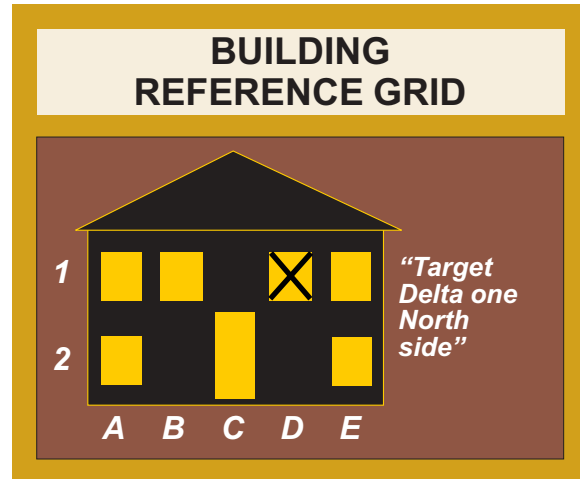 BUILDING
REFERENCE GRID
1
“Target
Delta one
North
side”
2
A B C D E